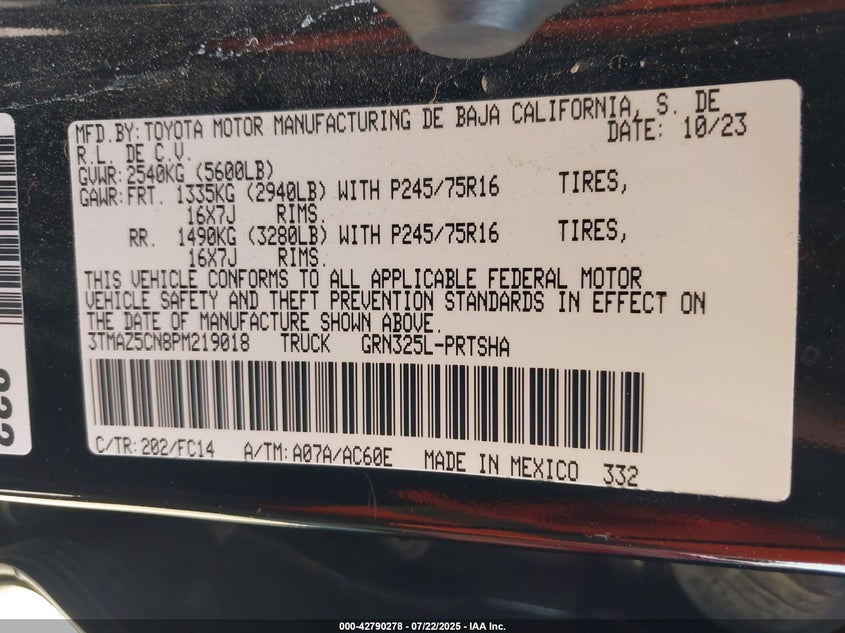 MFD.BY: TOYOTA MOTOR MANUFACTURING DE BAJA CALIFORNIA, S. DE
R.L. DE C.V. DATE: 10/23
GVWR: 2540KG (5600LB)
GAWR: FRT. 1335KG (2940LB) WITH P245/75R16 TIRES,
16X7J RIMS.
RR. 1490KG (3280LB) WITH P245/75R16 TIRES,
16X7J RIMS.
THIS VEHICLE CONFORMS TO ALL APPLICABLE FEDERAL MOTOR
VEHICLE SAFETY AND THEFT PREVENTION STANDARDS IN EFFECT ON
THE DATE OF MANUFACTURE SHOWN ABOVE.
3TMAZ5CN8PM219018 TRUCK GRN325L-PRTSHA
C/TR: 202/FC14 A/TM: A07A/AC60E MADE IN MEXICO 332
000-42790278 - 07/22/2025 - IAA Inc.